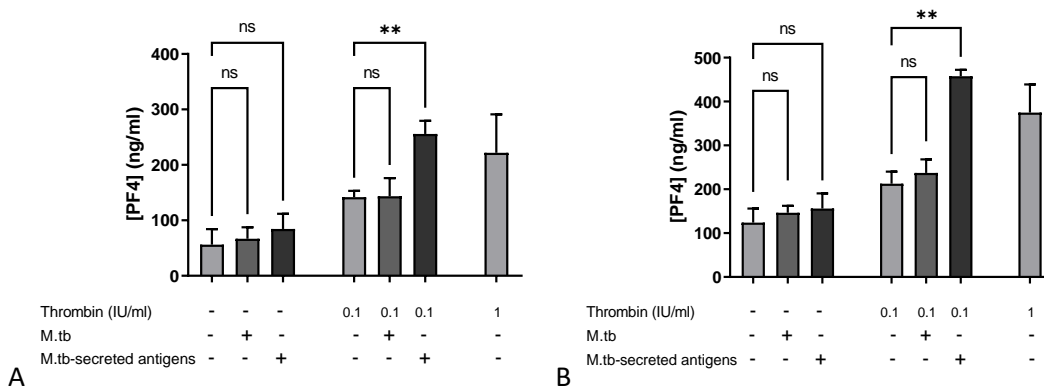 ns
**
ns
ns
400
300
200
100
0
[PF4] (ng/ml)
Thrombin (IU/ml) - - - 0.1 0.1 0.1 1
M.tb - + - - + - -
M.tb-secreted antigens - - + - - + -
A
**
ns
ns
ns
500
400
300
200
100
0
[PF4] (ng/ml)
Thrombin (IU/ml) - - - 0.1 0.1 0.1 1
M.tb - + - - + - -
M.tb-secreted antigens - - + - - + -
B